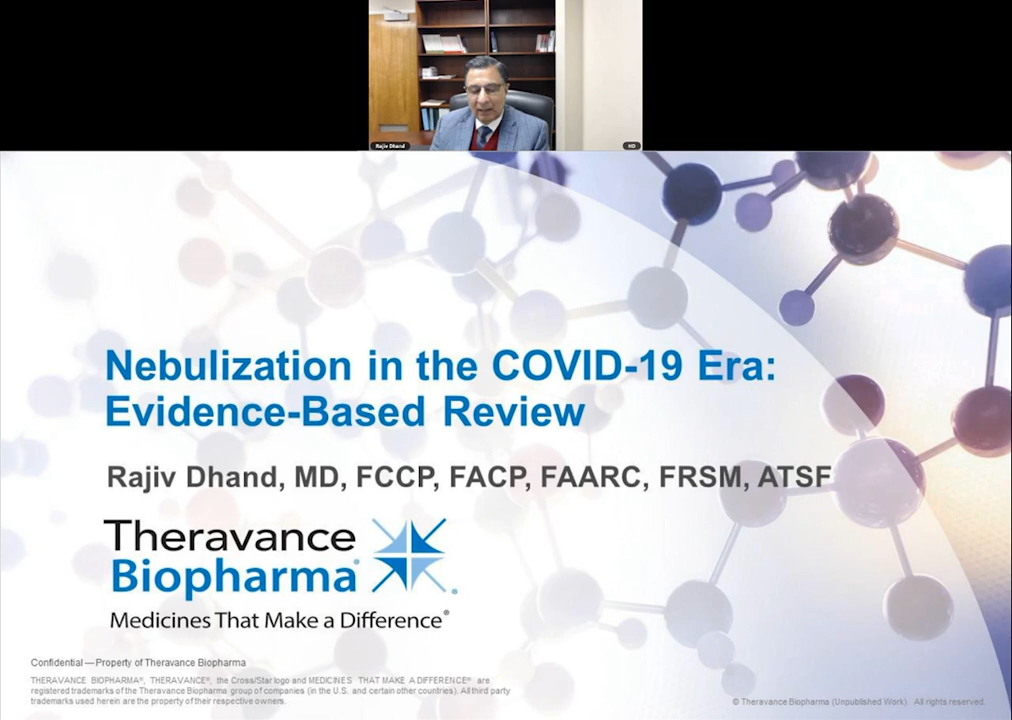 Rajiv Dhand
HD
Nebulization in the COVID-19 Era:
Evidence-Based Review
Rajiv Dhand, MD, FCCP, FACP, FAARC, FRSM, ATSF
Theravance
Biopharma®
Medicines That Make a Difference®
Confidential — Property of Theravance Biopharma
THERAVANCE BIOPHARMA®, THERAVANCE®, the Cross/Star logo and MEDICINES THAT MAKE A DIFFERENCE® are
registered trademarks of the Theravance Biopharma group of companies (in the U.S. and certain other countries). All third party
trademarks used herein are the property of their respective owners.
© Theravance Biopharma (Unpublished Work). All rights reserved.